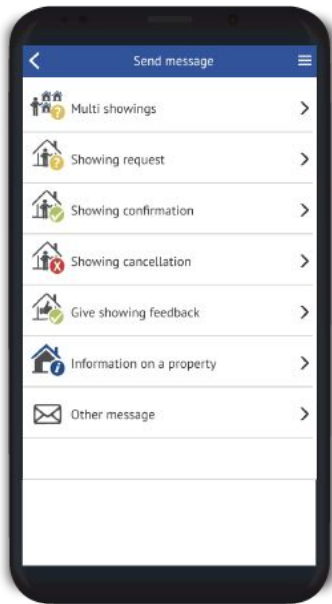 Send message
Multi showings
Showing request
Showing confirmation
Showing cancellation
Give showing feedback
Information on a property
Other message